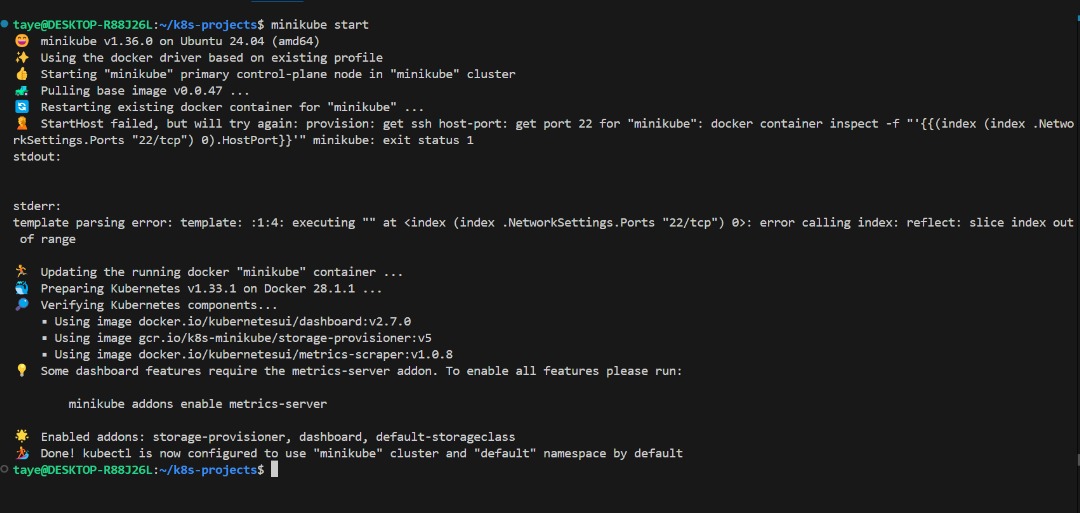 taye@DESKTOP-R88J26L:~/k8s-projects$ minikube start
😄 minikube v1.36.0 on Ubuntu 24.04 (amd64)
✨ Using the docker driver based on existing profile
👍 Starting "minikube" primary control-plane node in "minikube" cluster
🚜 Pulling base image v0.0.47 ...
🔄 Restarting existing docker container for "minikube" ...
🤦 StartHost failed, but will try again: provision: get ssh host-port: get port 22 for "minikube": docker container inspect -f "'{{(index (index .Netwo
rkSettings.Ports "22/tcp") 0).HostPort}}'" minikube: exit status 1
stdout:
stderr:
template parsing error: template: :1:4: executing "" at <index (index .NetworkSettings.Ports "22/tcp") 0>: error calling index: reflect: slice index out
of range
🏃 Updating the running docker "minikube" container ...
🐳 Preparing Kubernetes v1.33.1 on Docker 28.1.1 ...
🔎 Verifying Kubernetes components...
▪ Using image docker.io/kubernetesui/dashboard:v2.7.0
▪ Using image gcr.io/k8s-minikube/storage-provisioner:v5
▪ Using image docker.io/kubernetesui/metrics-scraper:v1.0.8
💡 Some dashboard features require the metrics-server addon. To enable all features please run:
minikube addons enable metrics-server
🌟 Enabled addons: storage-provisioner, dashboard, default-storageclass
🏄 Done! kubectl is now configured to use "minikube" cluster and "default" namespace by default
taye@DESKTOP-R88J26L:~/k8s-projects$